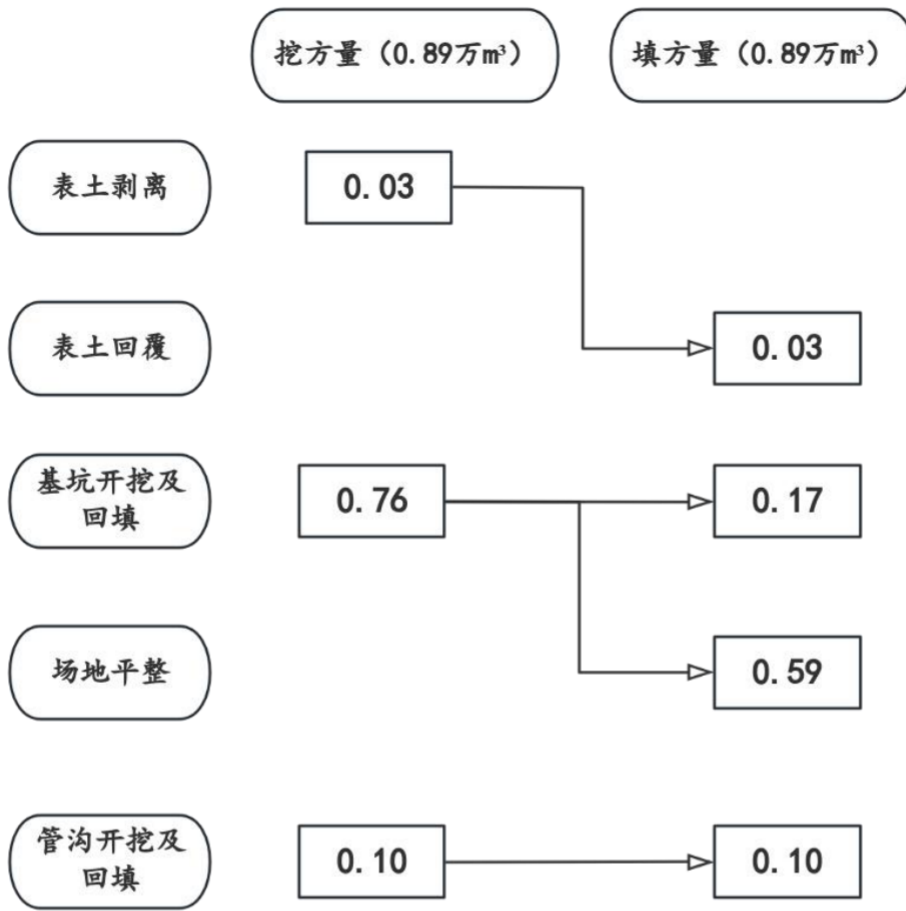 挖方量（0.89万m³）
填方量（0.89万m³）
表土剥离
0.03
表土回覆
0.03
基坑开挖及
回填
0.76
0.17
场地平整
0.59
管沟开挖及
回填
0.10
0.10